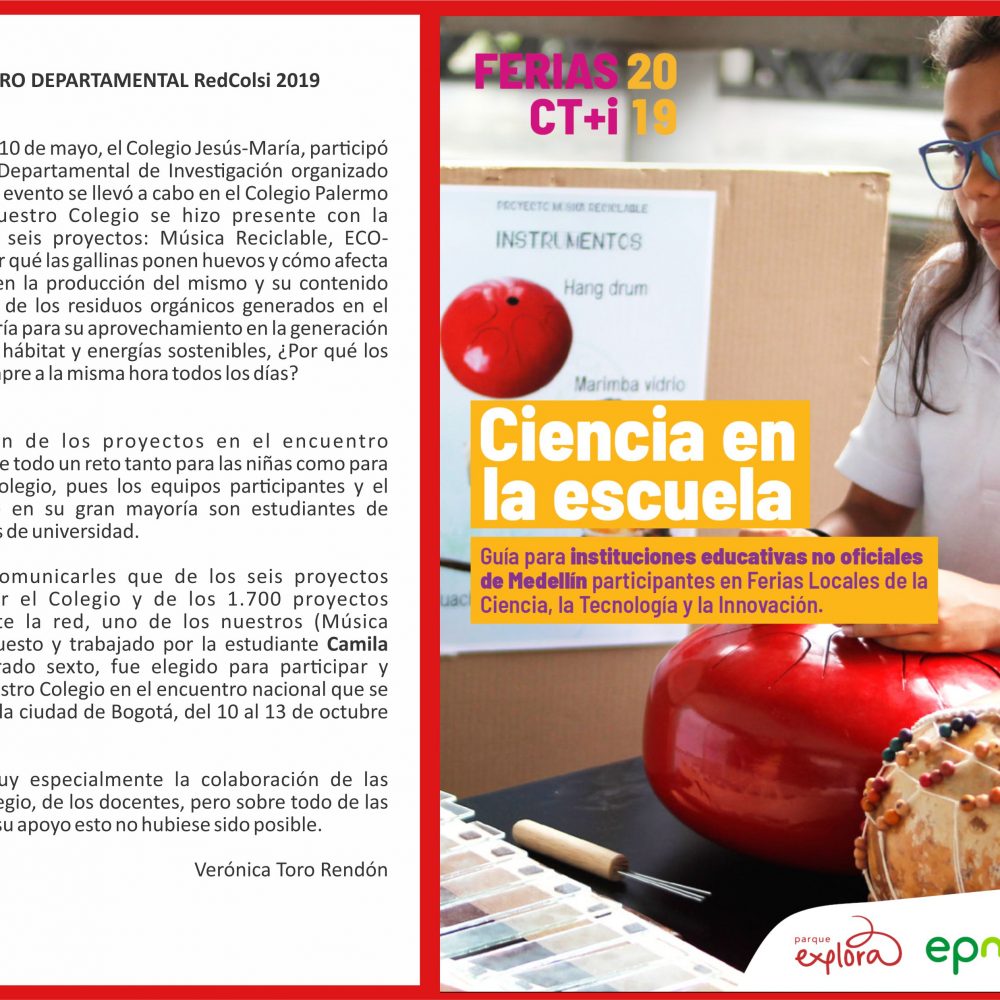 RO DEPARTAMENTAL RedColsi 2019
10 de mayo, el Colegio Jesús-María, participó
Departamental de Investigación organizado
evento se llevó a cabo en el Colegio Palermo
uestro Colegio se hizo presente con la
seis proyectos: Música Reciclable, ECO-
r qué las gallinas ponen huevos y cómo afecta
en la producción del mismo y su contenido
de los residuos orgánicos generados en el
ría para su aprovechamiento en la generación
hábitat y energías sostenibles, ¿Por qué los
pre a la misma hora todos los días?
n de los proyectos en el encuentro
e todo un reto tanto para las niñas como para
olegio, pues los equipos participantes y el
en su gran mayoría son estudiantes de
s de universidad.
omunicarles que de los seis proyectos
r el Colegio y de los 1.700 proyectos
te la red, uno de los nuestros (Música
uesto y trabajado por la estudiante Camila
rado sexto, fue elegido para participar y
stro Colegio en el encuentro nacional que se
la ciudad de Bogotá, del 10 al 13 de octubre
uy especialmente la colaboración de las
egio, de los docentes, pero sobre todo de las
su apoyo esto no hubiese sido posible.
Verónica Toro Rendón
FERIAS 20
CT+i 19
PROYECTO MUSICA RECICLABLE
INSTRUMENTOS
Hang drum
Marimba vidrio
Ciencia en
la escuela
Guía para instituciones educativas no oficiales
de Medellín participantes en Ferias Locales de la
Ciencia, la Tecnología y la Innovación.
parque
explora
ep